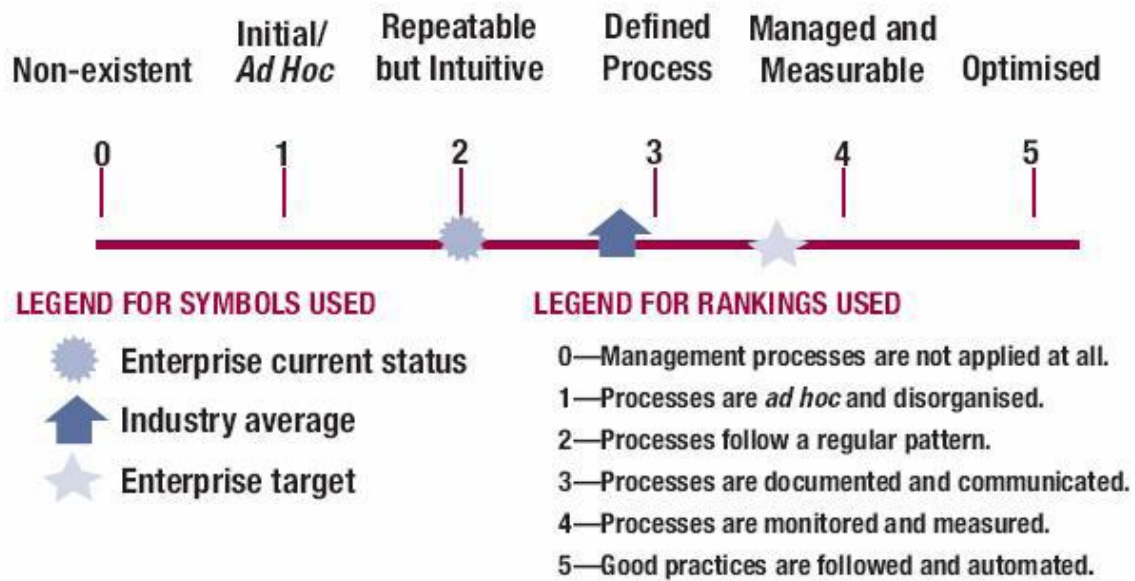 Non-existent
Initial/
Ad Hoc
Repeatable
but Intuitive
Defined
Process
Managed and
Measurable
Optimised
0 1 2 3 4 5
LEGEND FOR SYMBOLS USED
Enterprise current status
Industry average
Enterprise target
LEGEND FOR RANKINGS USED
0—Management processes are not applied at all.
1—Processes are ad hoc and disorganised.
2—Processes follow a regular pattern.
3—Processes are documented and communicated.
4—Processes are monitored and measured.
5—Good practices are followed and automated.